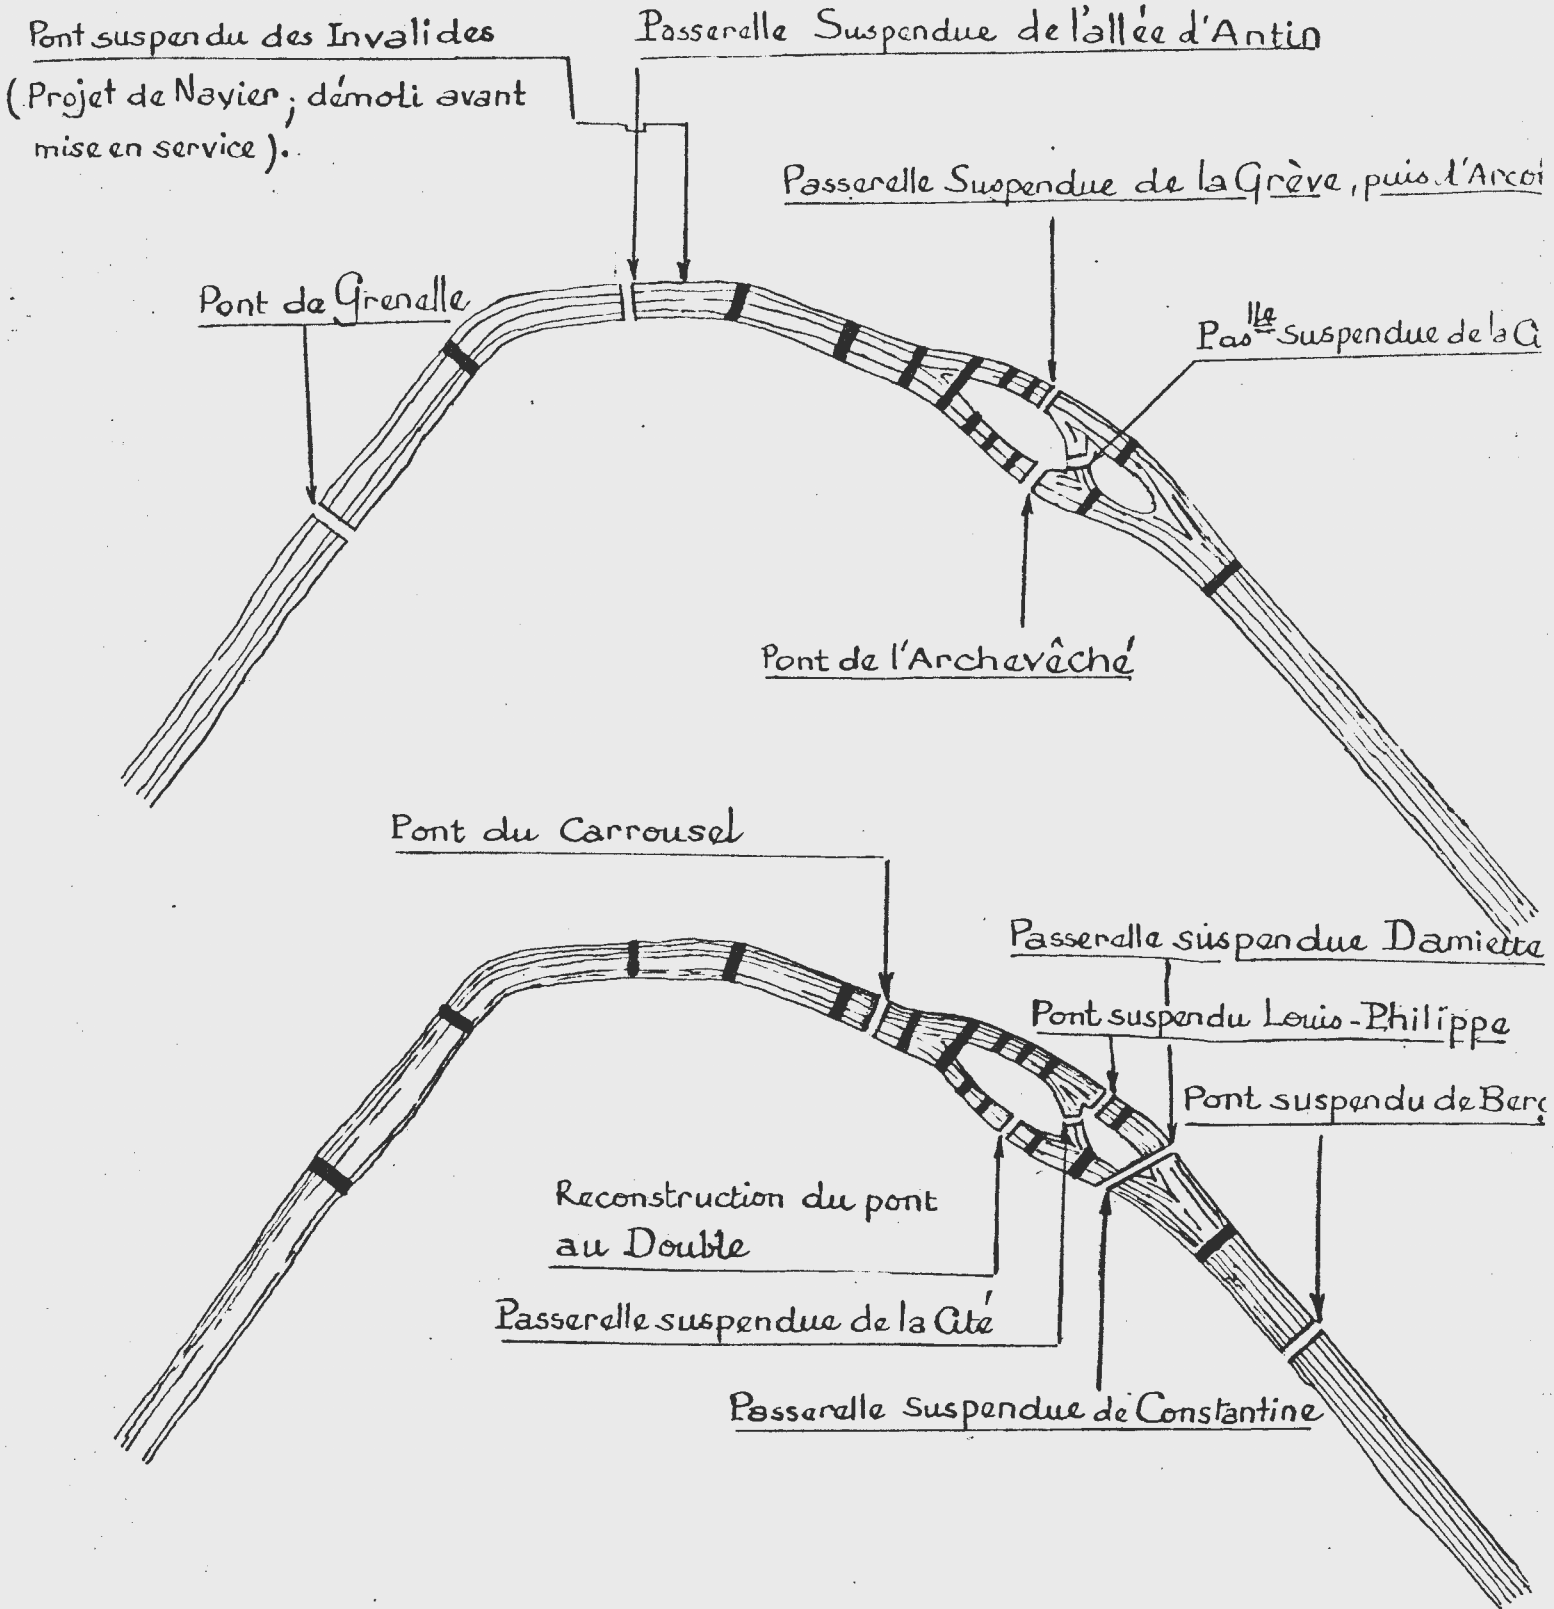 Pont suspendu des Invalides
(Projet de Navier; démoli avant
mise en service).
Passerelle Suspendue de l'allée d'Antin
Passerelle Suspendue de la Grève, puis l'Arco
Pont de Grenelle
Pas<sup>lle</sup> suspendue de la
Pont de l'Archevêché
Pont du Carrousel
Passerelle suspendue Damiette
Pont suspendu Louis-Philippe
Pont suspendu de Berc
Reconstruction du pont
au Double
Passerelle suspendue de la Cité
Passerelle suspendue de Constantine